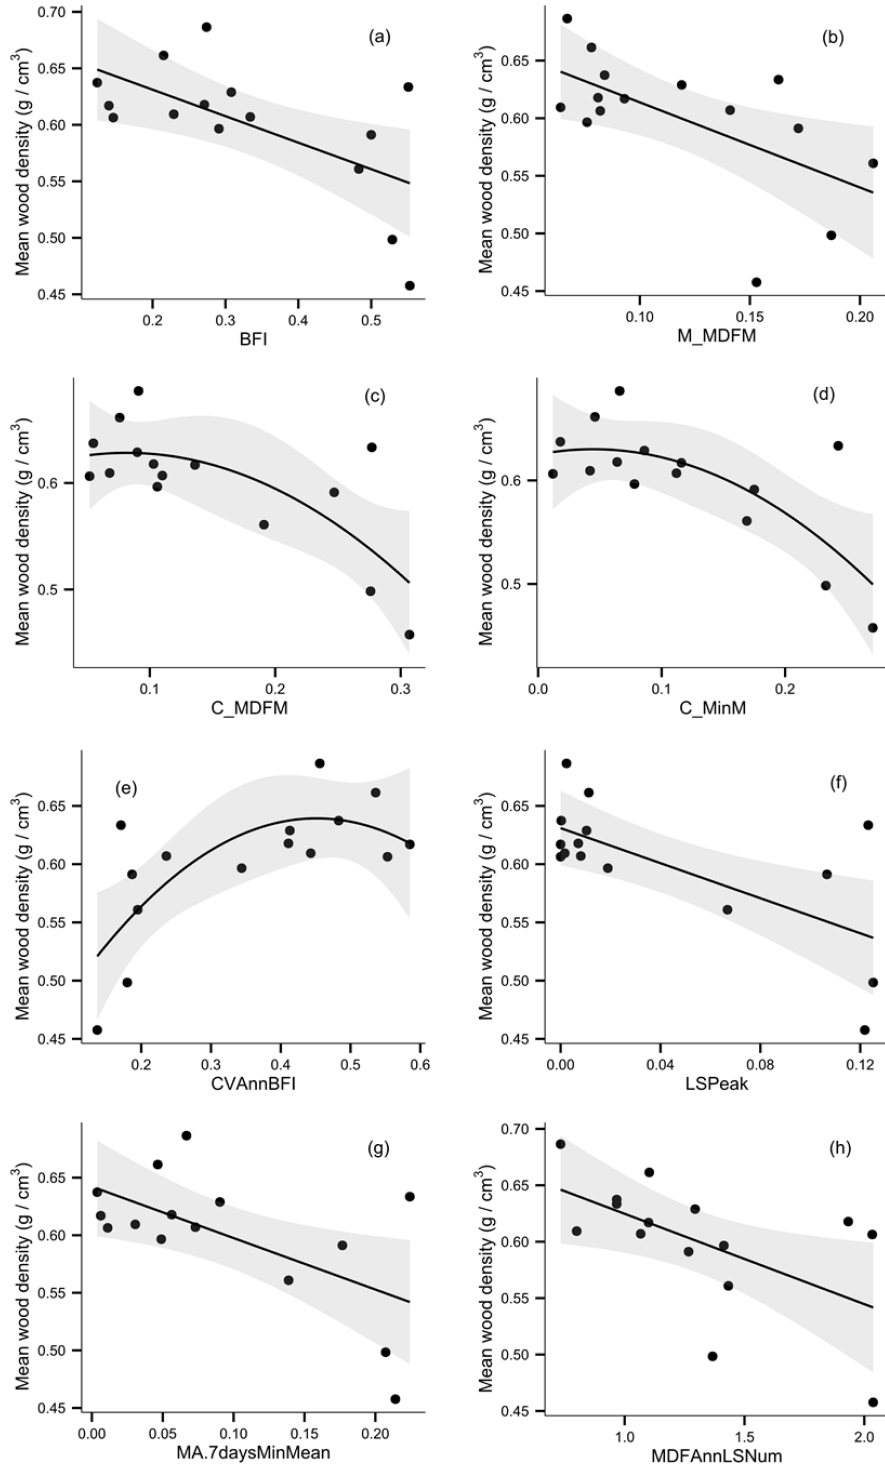 (a)
Mean wood density (g / cm³)
0.70
0.65
0.60
0.55
0.50
0.45
0.2 0.3 0.4 0.5
BFI
(b)
Mean wood density (g / cm³)
0.65
0.60
0.55
0.50
0.45
0.10 0.15 0.20
M_MDFM
(c)
Mean wood density (g / cm³)
0.6
0.5
0.1 0.2 0.3
C_MDFM
(d)
Mean wood density (g / cm³)
0.6
0.5
0.0 0.1 0.2
C_MinM
(e)
Mean wood density (g / cm³)
0.65
0.60
0.55
0.50
0.45
0.2 0.3 0.4 0.5 0.6
CVAnnBFI
(f)
Mean wood density (g / cm³)
0.65
0.60
0.55
0.50
0.45
0.00 0.04 0.08 0.12
LSPeak
(g)
Mean wood density (g / cm³)
0.65
0.60
0.55
0.50
0.45
0.00 0.05 0.10 0.15 0.20
MA.7daysMinMean
(h)
Mean wood density (g / cm³)
0.70
0.65
0.60
0.55
0.50
0.45
1.0 1.5 2.0
MDFAnnLSNum